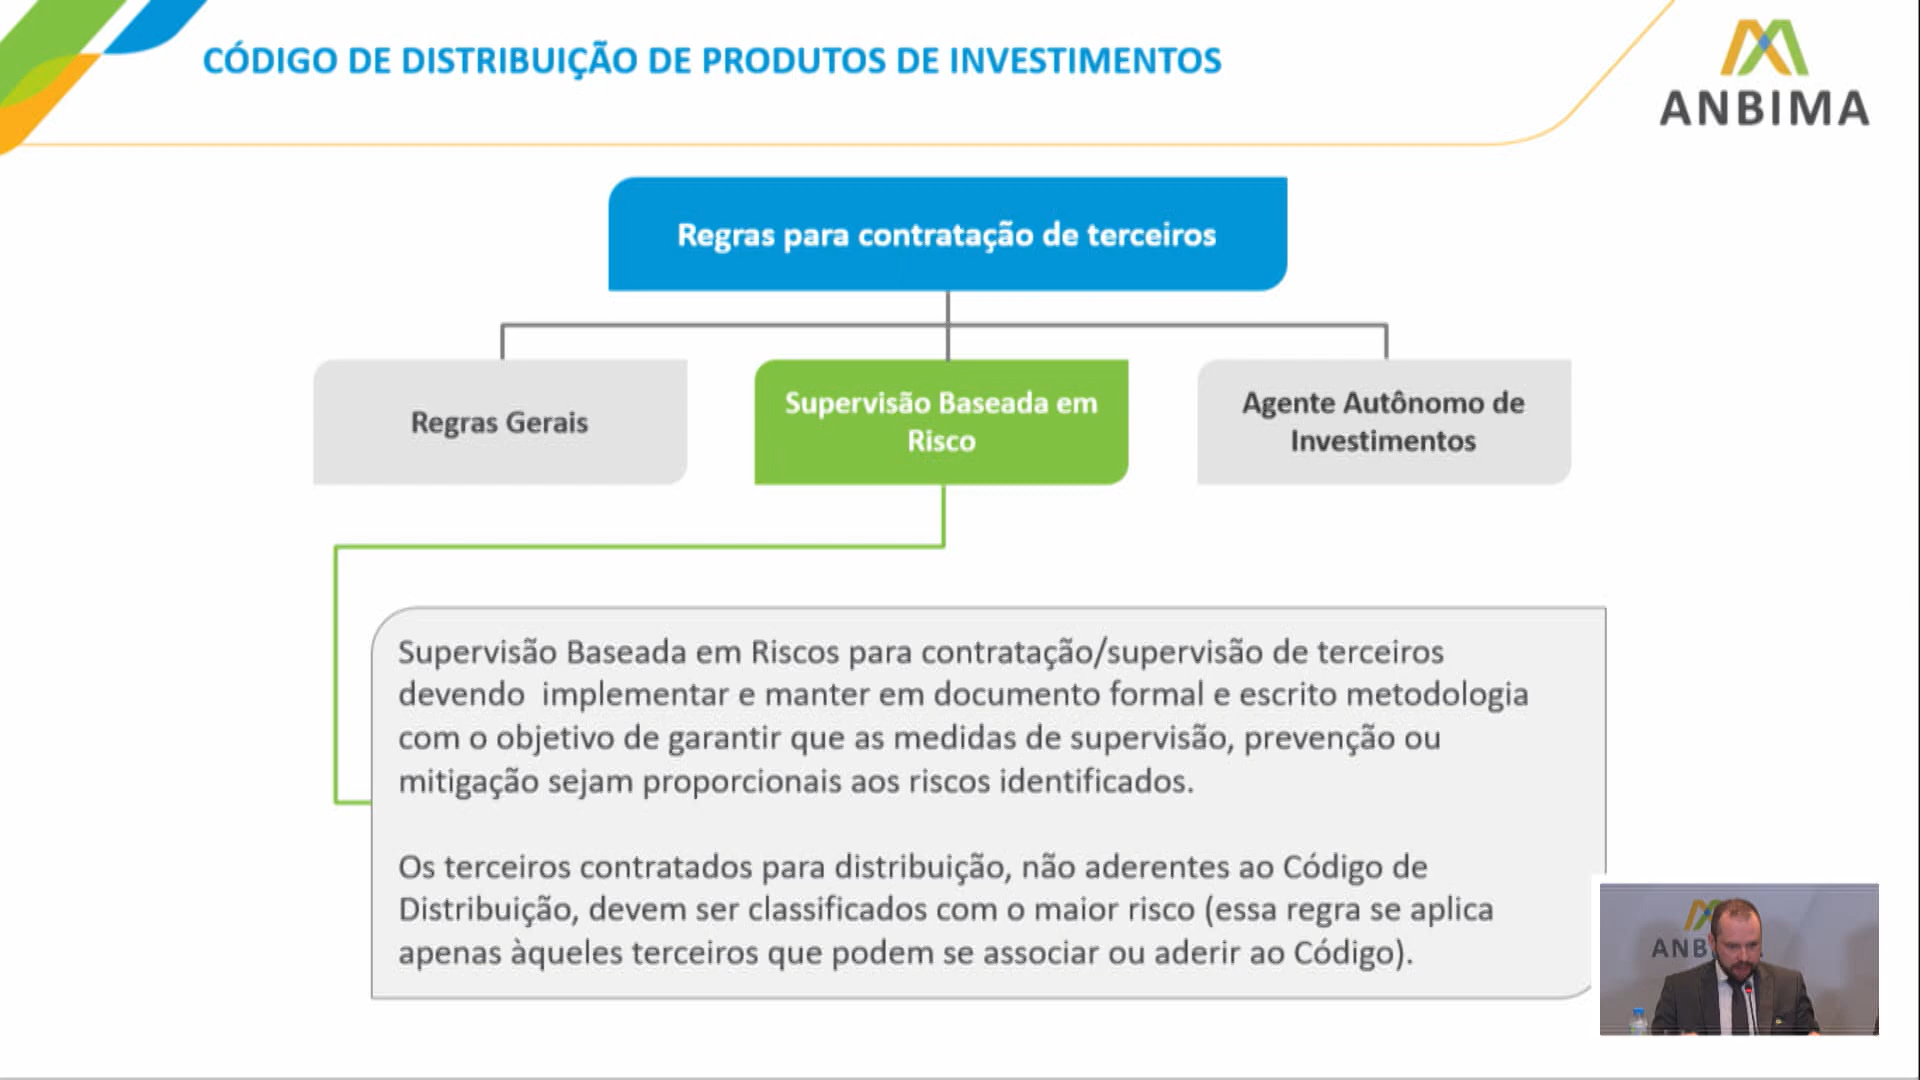 CÓDIGO DE DISTRIBUIÇÃO DE PRODUTOS DE INVESTIMENTOS
ANBIMA
Regras para contratação de terceiros
Regras Gerais
Supervisão Baseada em
Risco
Agente Autônomo de
Investimentos
Supervisão Baseada em Riscos para contratação/supervisão de terceiros
devendo implementar e manter em documento formal e escrito metodologia
com o objetivo de garantir que as medidas de supervisão, prevenção ou
mitigação sejam proporcionais aos riscos identificados.
Os terceiros contratados para distribuição, não aderentes ao Código de
Distribuição, devem ser classificados com o maior risco (essa regra se aplica
apenas àqueles terceiros que podem se associar ou aderir ao Código).
ANB